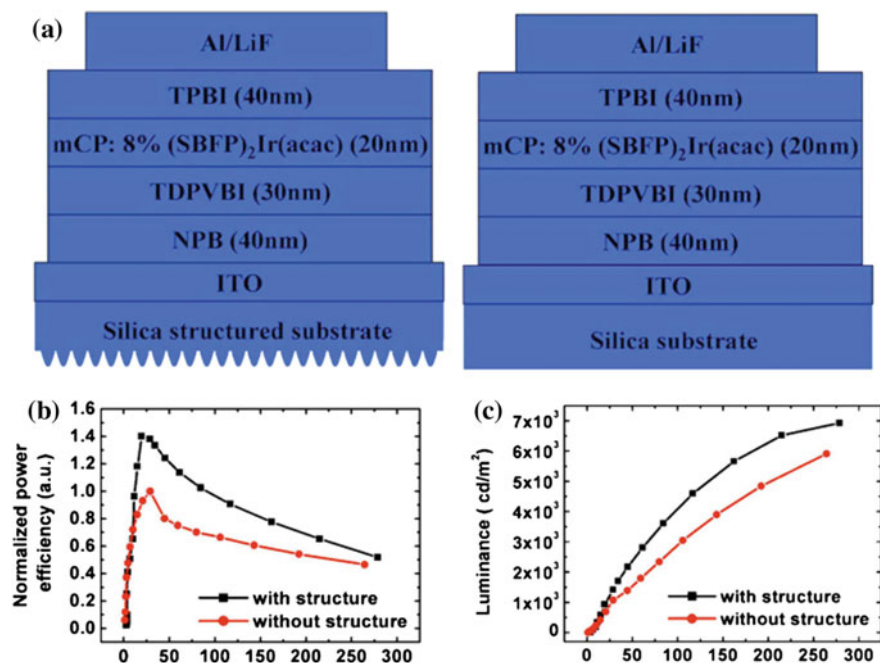 (a)
Al/LiF
TPBI (40nm)
mCP: 8% (SBFP)₂Ir(acac) (20nm)
TDPVBI (30nm)
NPB (40nm)
ITO
Silica structured substrate
Al/LiF
TPBI (40nm)
mCP: 8% (SBFP)₂Ir(acac) (20nm)
TDPVBI (30nm)
NPB (40nm)
ITO
Silica substrate
(b)
Normalized power
efficiency (a.u.)
1.6
1.4
1.2
1.0
0.8
0.6
0.4
0.2
0.0
with structure
without structure
0 50 100 150 200 250 300
(c)
Luminance ( cd/m²)
7x10³
6x10³
5x10³
4x10³
3x10³
2x10³
1x10³
0
with structure
without structure
0 50 100 150 200 250 300